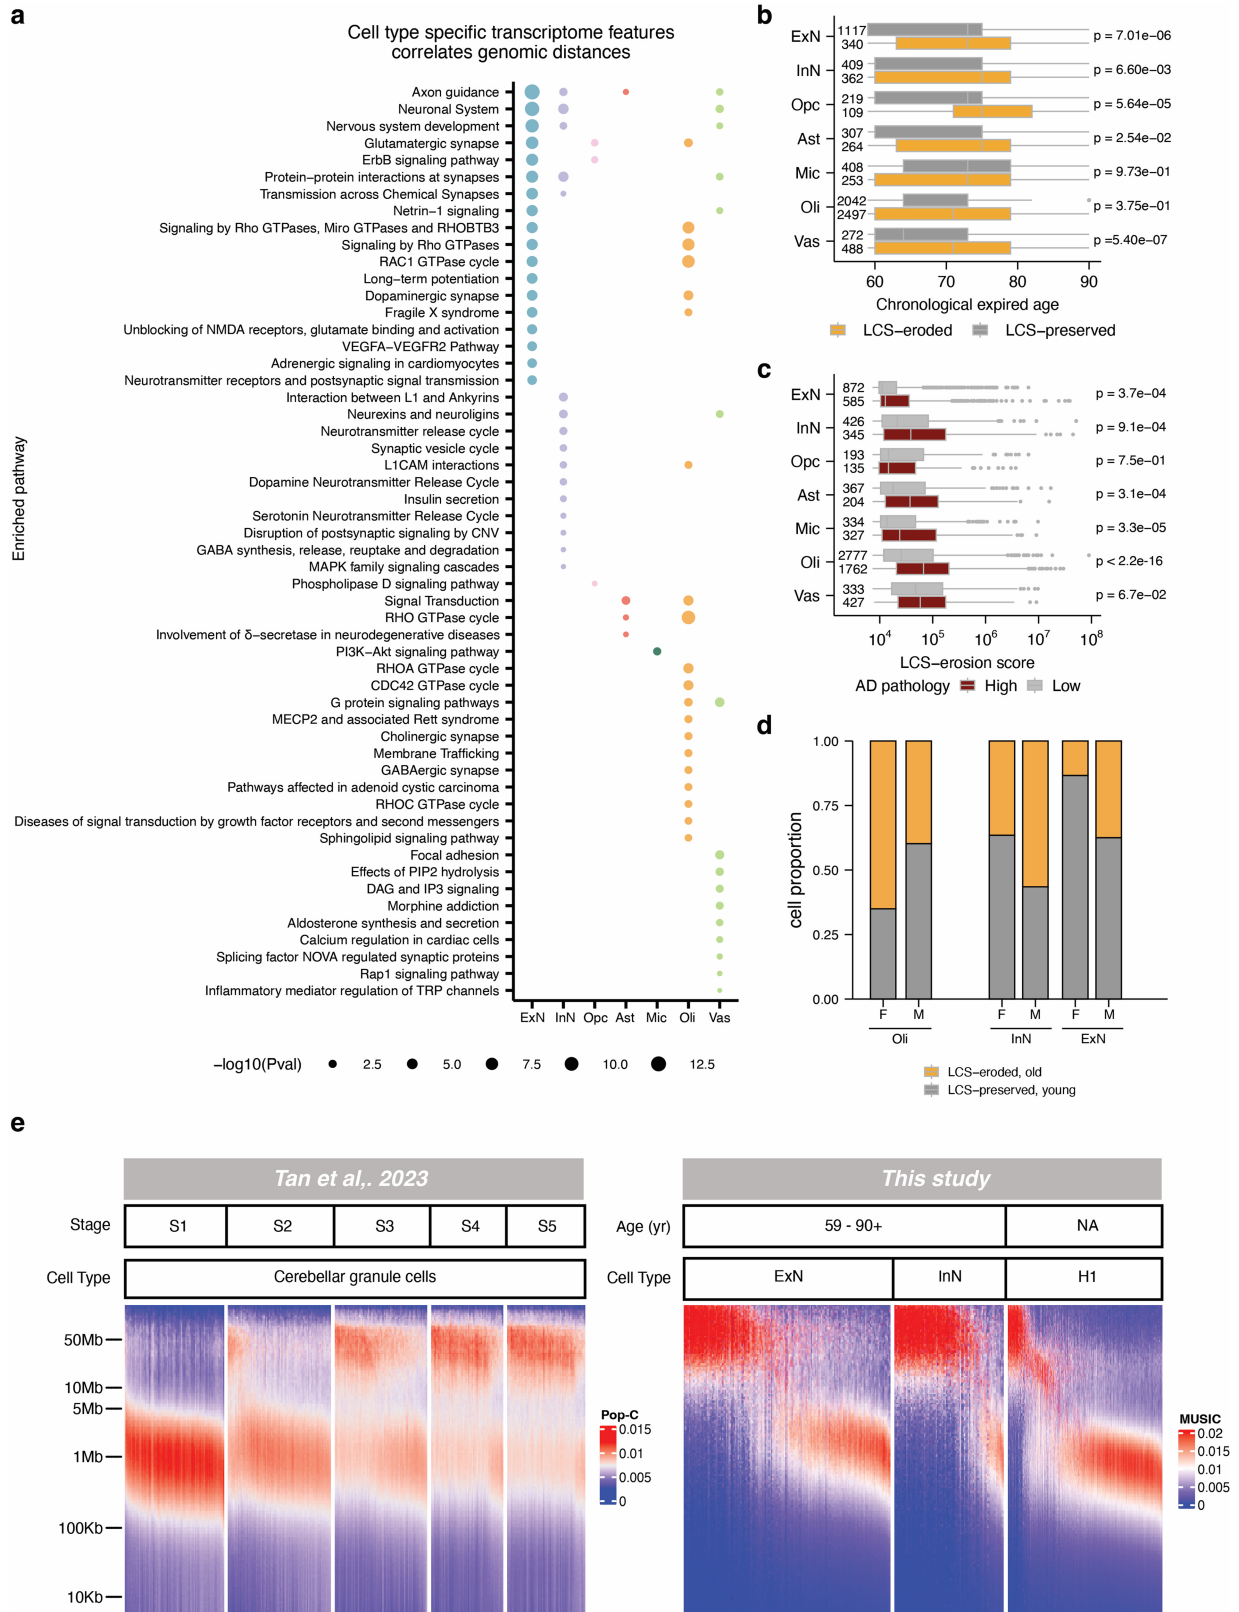 a
Cell type specific transcriptome features
correlates genomic distances
Enriched pathway
Axon guidance
Neuronal System
Nervous system development
Glutamatergic synapse
ErbB signaling pathway
Protein−protein interactions at synapses
Transmission across Chemical Synapses
Netrin−1 signaling
Signaling by Rho GTPases, Miro GTPases and RHOBTB3
Signaling by Rho GTPases
RAC1 GTPase cycle
Long−term potentiation
Dopaminergic synapse
Fragile X syndrome
Unblocking of NMDA receptors, glutamate binding and activation
VEGFA−VEGFR2 Pathway
Adrenergic signaling in cardiomyocytes
Neurotransmitter receptors and postsynaptic signal transmission
Interaction between L1 and Ankyrins
Neurexins and neuroligins
Neurotransmitter release cycle
Synaptic vesicle cycle
L1CAM interactions
Dopamine Neurotransmitter Release Cycle
Insulin secretion
Serotonin Neurotransmitter Release Cycle
Disruption of postsynaptic signaling by CNV
GABA synthesis, release, reuptake and degradation
MAPK family signaling cascades
Phospholipase D signaling pathway
Signal Transduction
RHO GTPase cycle
Involvement of δ−secretase in neurodegenerative diseases
PI3K−Akt signaling pathway
RHOA GTPase cycle
CDC42 GTPase cycle
G protein signaling pathways
MECP2 and associated Rett syndrome
Cholinergic synapse
Membrane Trafficking
GABAergic synapse
Pathways affected in adenoid cystic carcinoma
RHOC GTPase cycle
Diseases of signal transduction by growth factor receptors and second messengers
Sphingolipid signaling pathway
Focal adhesion
Effects of PIP2 hydrolysis
DAG and IP3 signaling
Morphine addiction
Aldosterone synthesis and secretion
Calcium regulation in cardiac cells
Splicing factor NOVA regulated synaptic proteins
Rap1 signaling pathway
Inflammatory mediator regulation of TRP channels
ExN InN Opc Ast Mic Oli Vas
−log10(Pval) 2.5 5.0 7.5 10.0 12.5
b
ExN 1117 340 p = 7.01e−06
InN 409 362 p = 6.60e−03
Opc 219 109 p = 5.64e−05
Ast 307 264 p = 2.54e−02
Mic 408 253 p = 9.73e−01
Oli 2042 2497 p = 3.75e−01
Vas 272 488 p =5.40e−07
60 70 80 90
Chronological expired age
LCS−eroded LCS−preserved
c
ExN 872 585 p = 3.7e−04
InN 426 345 p = 9.1e−04
Opc 193 135 p = 7.5e−01
Ast 367 204 p = 3.1e−04
Mic 334 327 p = 3.3e−05
Oli 2777 1762 p < 2.2e-16
Vas 333 427 p = 6.7e−02
10^4 10^5 10^6 10^7 10^8
LCS−erosion score
AD pathology High Low
d
cell proportion
1.00
0.75
0.50
0.25
0.00
F M F M F M
Oli InN ExN
LCS−eroded, old
LCS−preserved, young
e
Tan et al,. 2023
Stage S1 S2 S3 S4 S5
Cell Type Cerebellar granule cells
50Mb
10Mb
5Mb
1Mb
100Kb
10Kb
Pop-C
0.015
0.01
0.005
0
This study
Age (yr) 59 - 90+ NA
Cell Type ExN InN H1
MUSIC
0.02
0.015
0.01
0.005
0